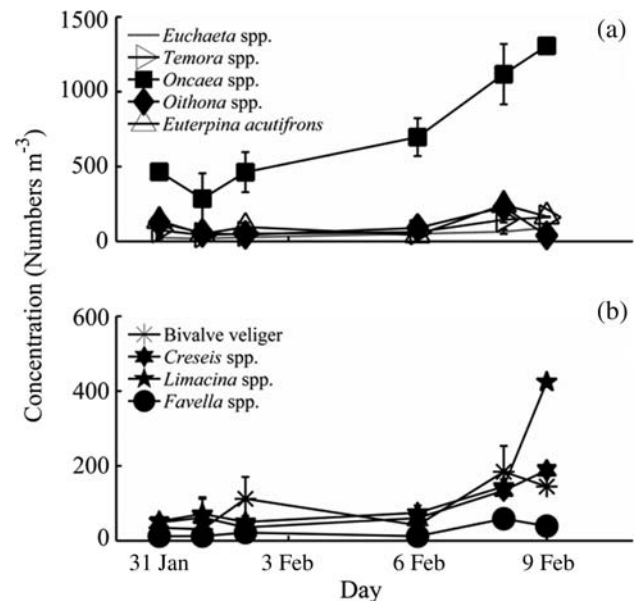 1500
1000
500
0
Euchaeta spp.
Temora spp.
Oncaea spp.
Oithona spp.
Euterpina acutifrons
(a)
Concentration (Numbers m⁻³)
600
400
200
0
Bivalve veliger
Creseis spp.
Limacina spp.
Favella spp.
(b)
31 Jan 3 Feb 6 Feb 9 Feb
Day